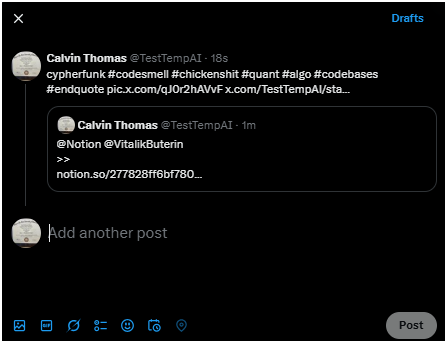 Drafts
Calvin Thomas @TestTempAI · 18s
cypherfunk #codesmell #chickenshit #quant #algo #codebases
#endquote pic.x.com/qJ0r2hAVvF x.com/TestTempAI/sta…
Calvin Thomas @TestTempAI · 1m
@Notion @VitalikButerin
>>
notion.so/277828ff6bf780…
Add another post
GIF
Post